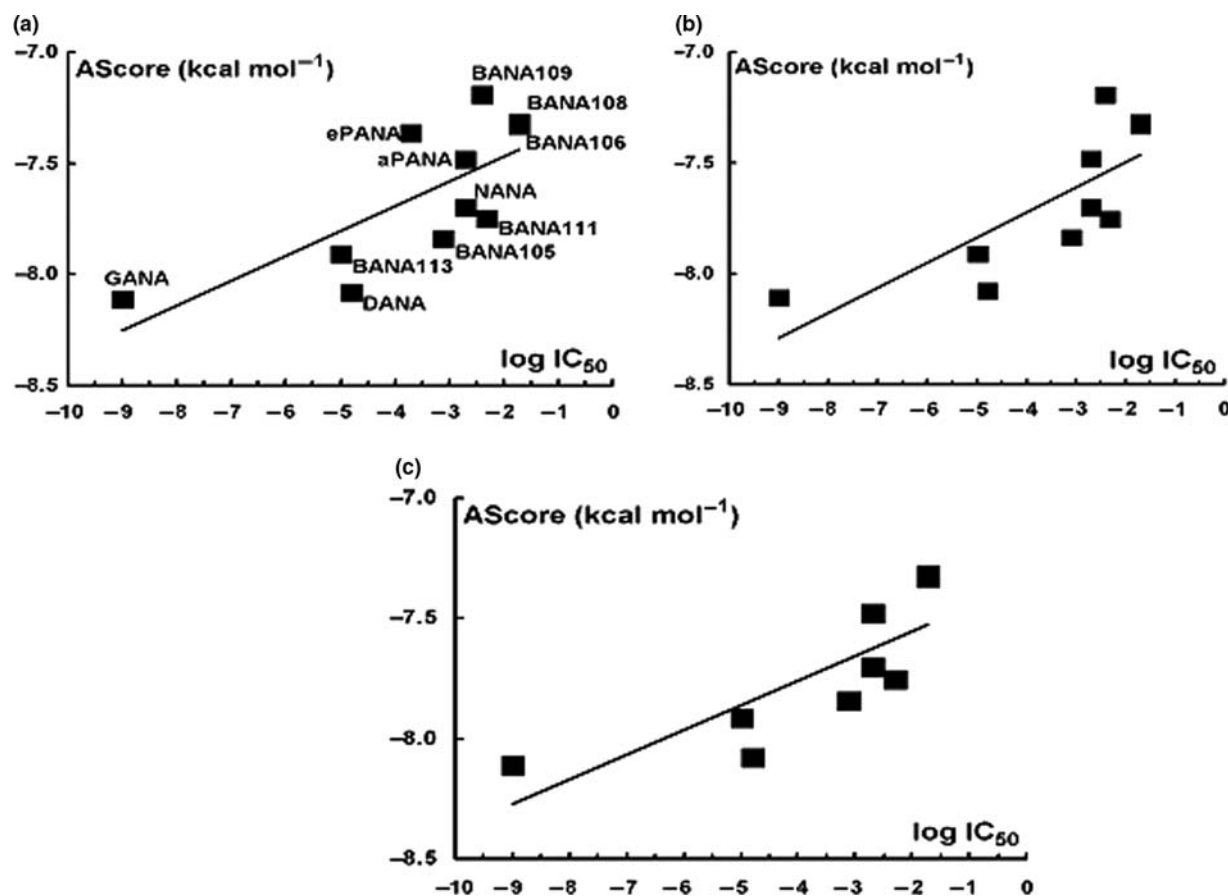 (a)
AScore (kcal mol⁻¹)
–7.0
–7.5
–8.0
–8.5
BANA109
BANA108
ePANA
BANA106
aPANA
NANA
BANA111
BANA105
BANA113
GANA
DANA
log IC₅₀
–10 –9 –8 –7 –6 –5 –4 –3 –2 –1 0
(b)
–7.0
AScore (kcal mol⁻¹)
–7.5
–8.0
log IC₅₀
–8.5
–10 –9 –8 –7 –6 –5 –4 –3 –2 –1 0
(c)
–7.0
AScore (kcal mol⁻¹)
–7.5
–8.0
log IC₅₀
–8.5
–10 –9 –8 –7 –6 –5 –4 –3 –2 –1 0